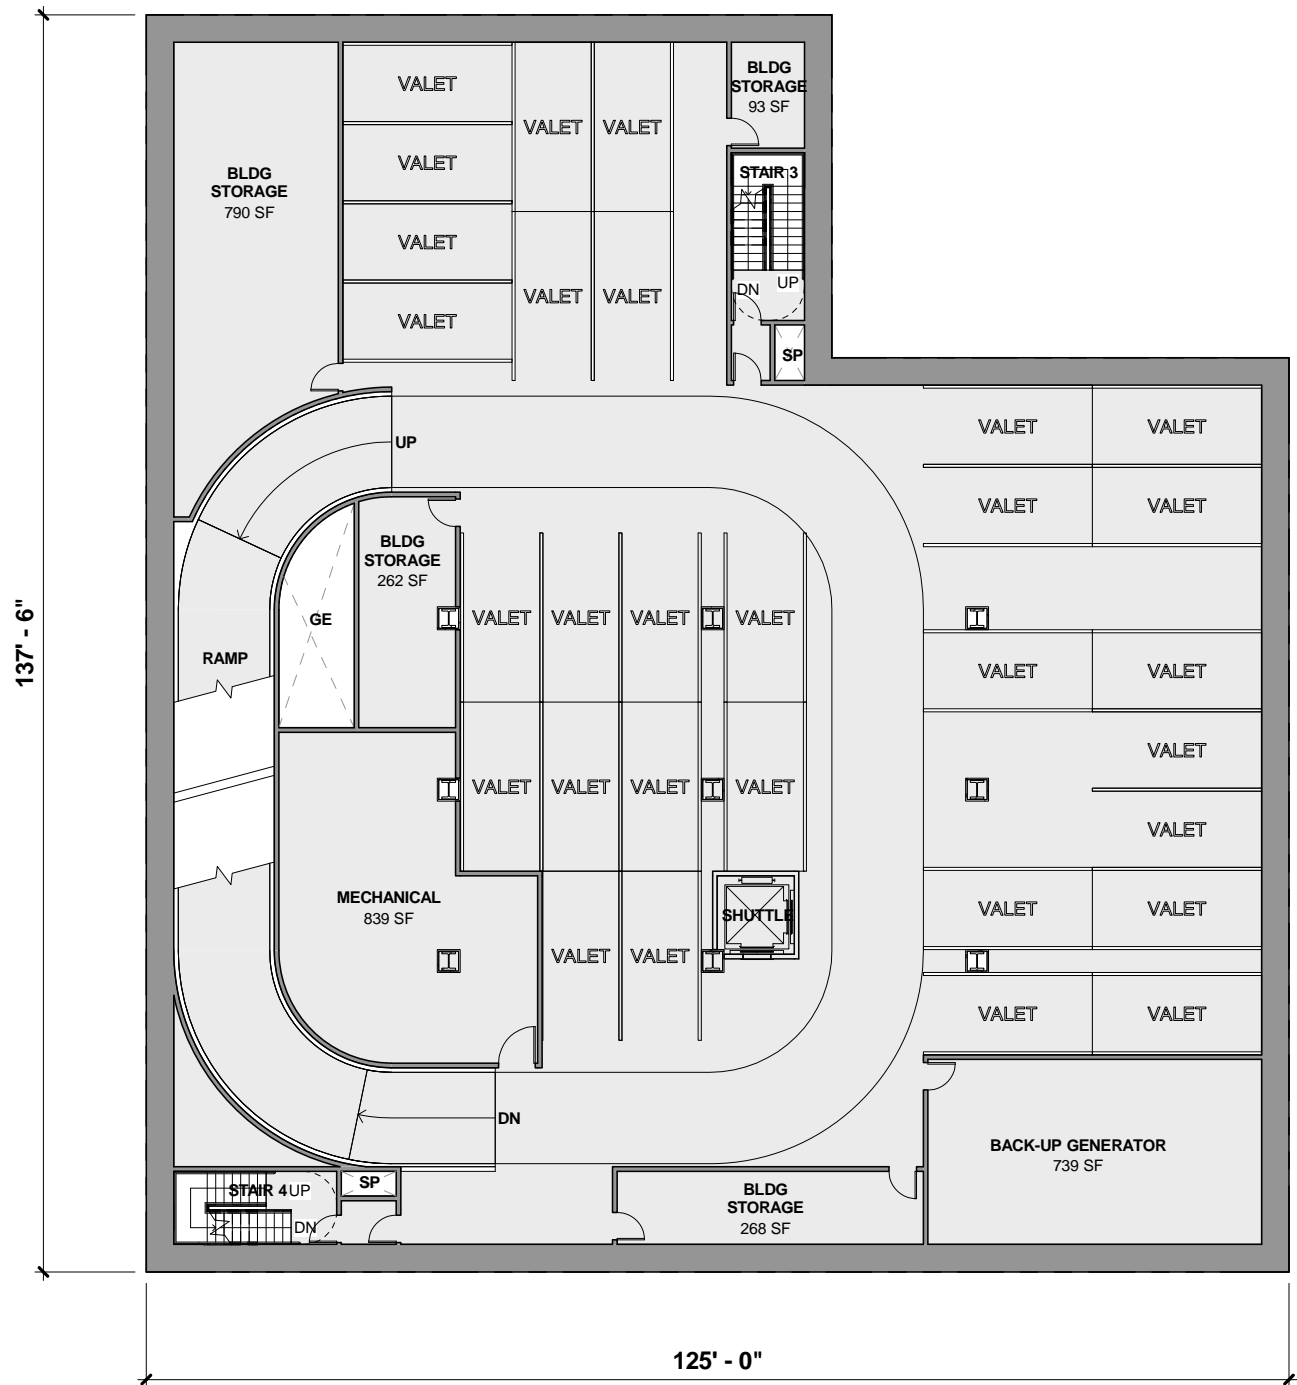 BLDG
STORAGE
93 SF
VALET
VALET
VALET
VALET
STAIR 3
BLDG
STORAGE
790 SF
VALET
VALET
UP
DN
VALET
VALET
VALET
SP
VALET
VALET
UP
VALET
VALET
BLDG
STORAGE
262 SF
GE
VALET
VALET
VALET
VALET
137' - 6"
RAMP
VALET
VALET
VALET
VALET
VALET
VALET
VALET
VALET
MECHANICAL
839 SF
SHUTTLE
VALET
VALET
VALET
VALET
VALET
VALET
DN
BACK-UP GENERATOR
739 SF
STAIR 4
UP
SP
DN
BLDG
STORAGE
268 SF
125' - 0"